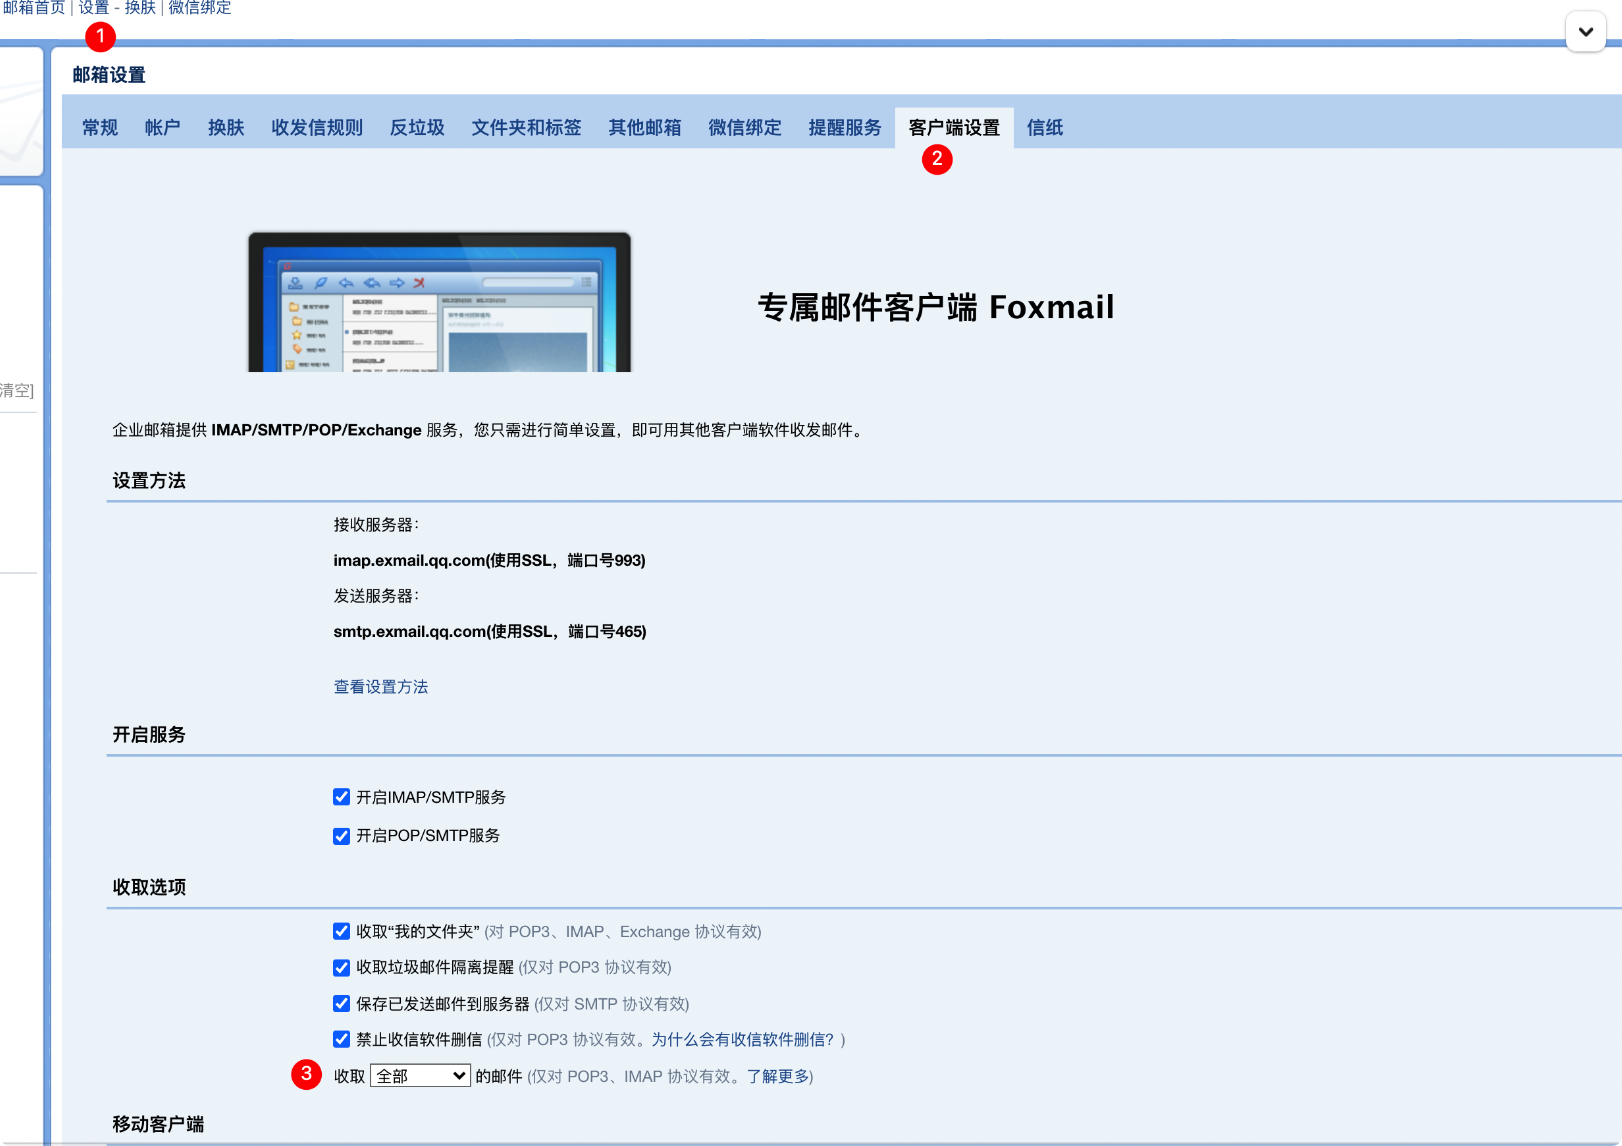 邮箱首页 | 设置 - 换肤 | 微信绑定
1
邮箱设置
常规 帐户 换肤 收发信规则 反垃圾 文件夹和标签 其他邮箱 微信绑定 提醒服务 客户端设置 信纸
2
专属邮件客户端 Foxmail
清空]
企业邮箱提供 IMAP/SMTP/POP/Exchange 服务，您只需进行简单设置，即可用其他客户端软件收发邮件。
设置方法
接收服务器：
imap.exmail.qq.com(使用SSL，端口号993)
发送服务器：
smtp.exmail.qq.com(使用SSL，端口号465)
查看设置方法
开启服务
开启IMAP/SMTP服务
开启POP/SMTP服务
收取选项
收取“我的文件夹” (对 POP3、IMAP、Exchange 协议有效)
收取垃圾邮件隔离提醒 (仅对 POP3 协议有效)
保存已发送邮件到服务器 (仅对 SMTP 协议有效)
禁止收信软件删信 (仅对 POP3 协议有效。为什么会有收信软件删信？)
3 收取 全部 的邮件 (仅对 POP3、IMAP 协议有效。了解更多)
移动客户端